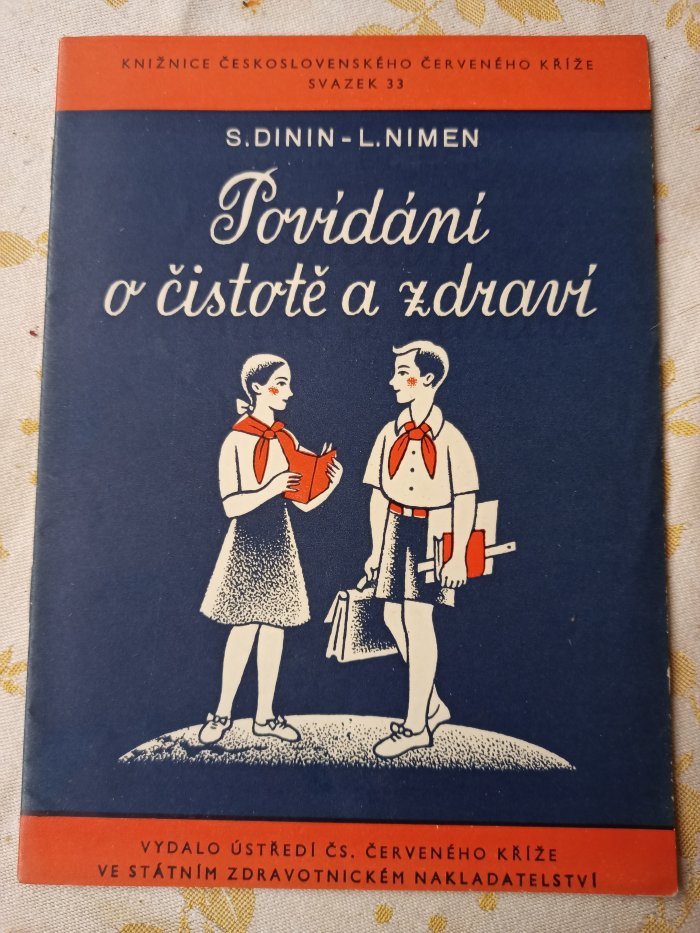 KNIŽNICE ČESKOSLOVENSKÉHO ČERVENÉHO KŘÍŽE
SVAZEK 33
S. DININ – L. NIMEN
Povídání
o čistotě a zdraví
VYDALO ÚSTŘEDÍ ČS. ČERVENÉHO KŘÍŽE
VE STÁTNÍM ZDRAVOTNICKÉM NAKLADATELSTVÍ